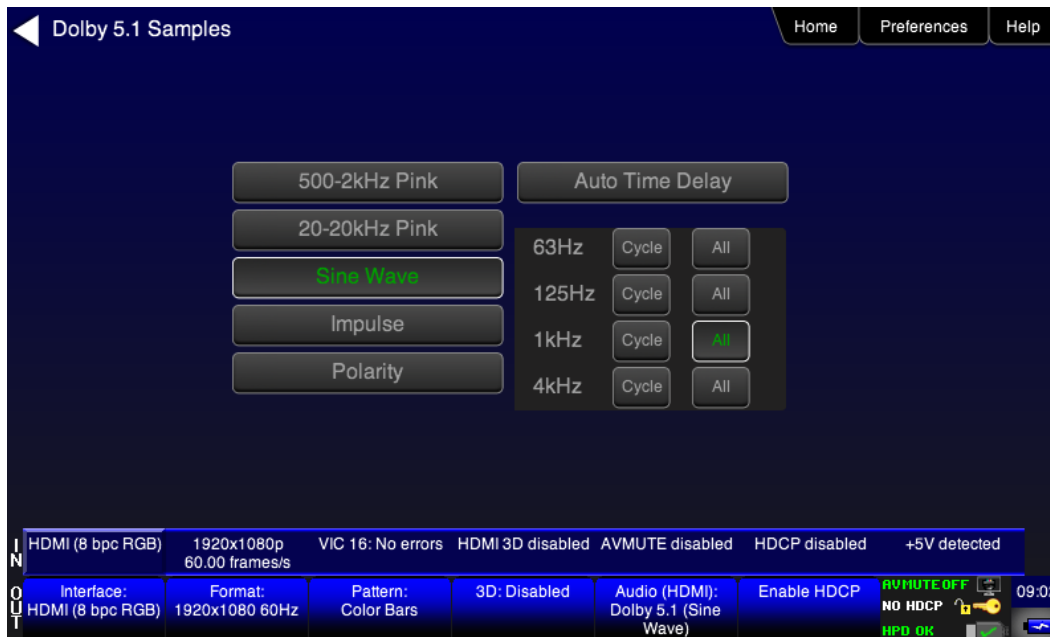 Dolby 5.1 Samples
Home
Preferences
Help
500-2kHz Pink
Auto Time Delay
20-20kHz Pink
Sine Wave
Impulse
Polarity
63Hz Cycle All
125Hz Cycle All
1kHz Cycle All
4kHz Cycle All
IN
HDMI (8 bpc RGB)
1920x1080p
60.00 frames/s
VIC 16: No errors
HDMI 3D disabled
AVMUTE disabled
HDCP disabled
+5V detected
OUT
Interface:
HDMI (8 bpc RGB)
Format:
1920x1080 60Hz
Pattern:
Color Bars
3D: Disabled
Audio (HDMI):
Dolby 5.1 (Sine
Wave)
Enable HDCP
AVMUTE OFF
NO HDCP
HPD OK